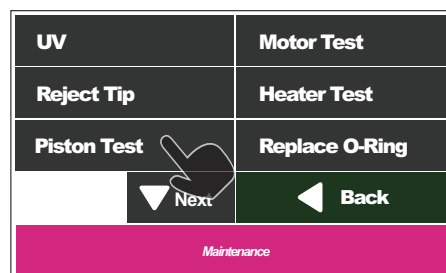 UV Motor Test
Reject Tip Heater Test
Piston Test Replace O-Ring
Next Back
Maintenance